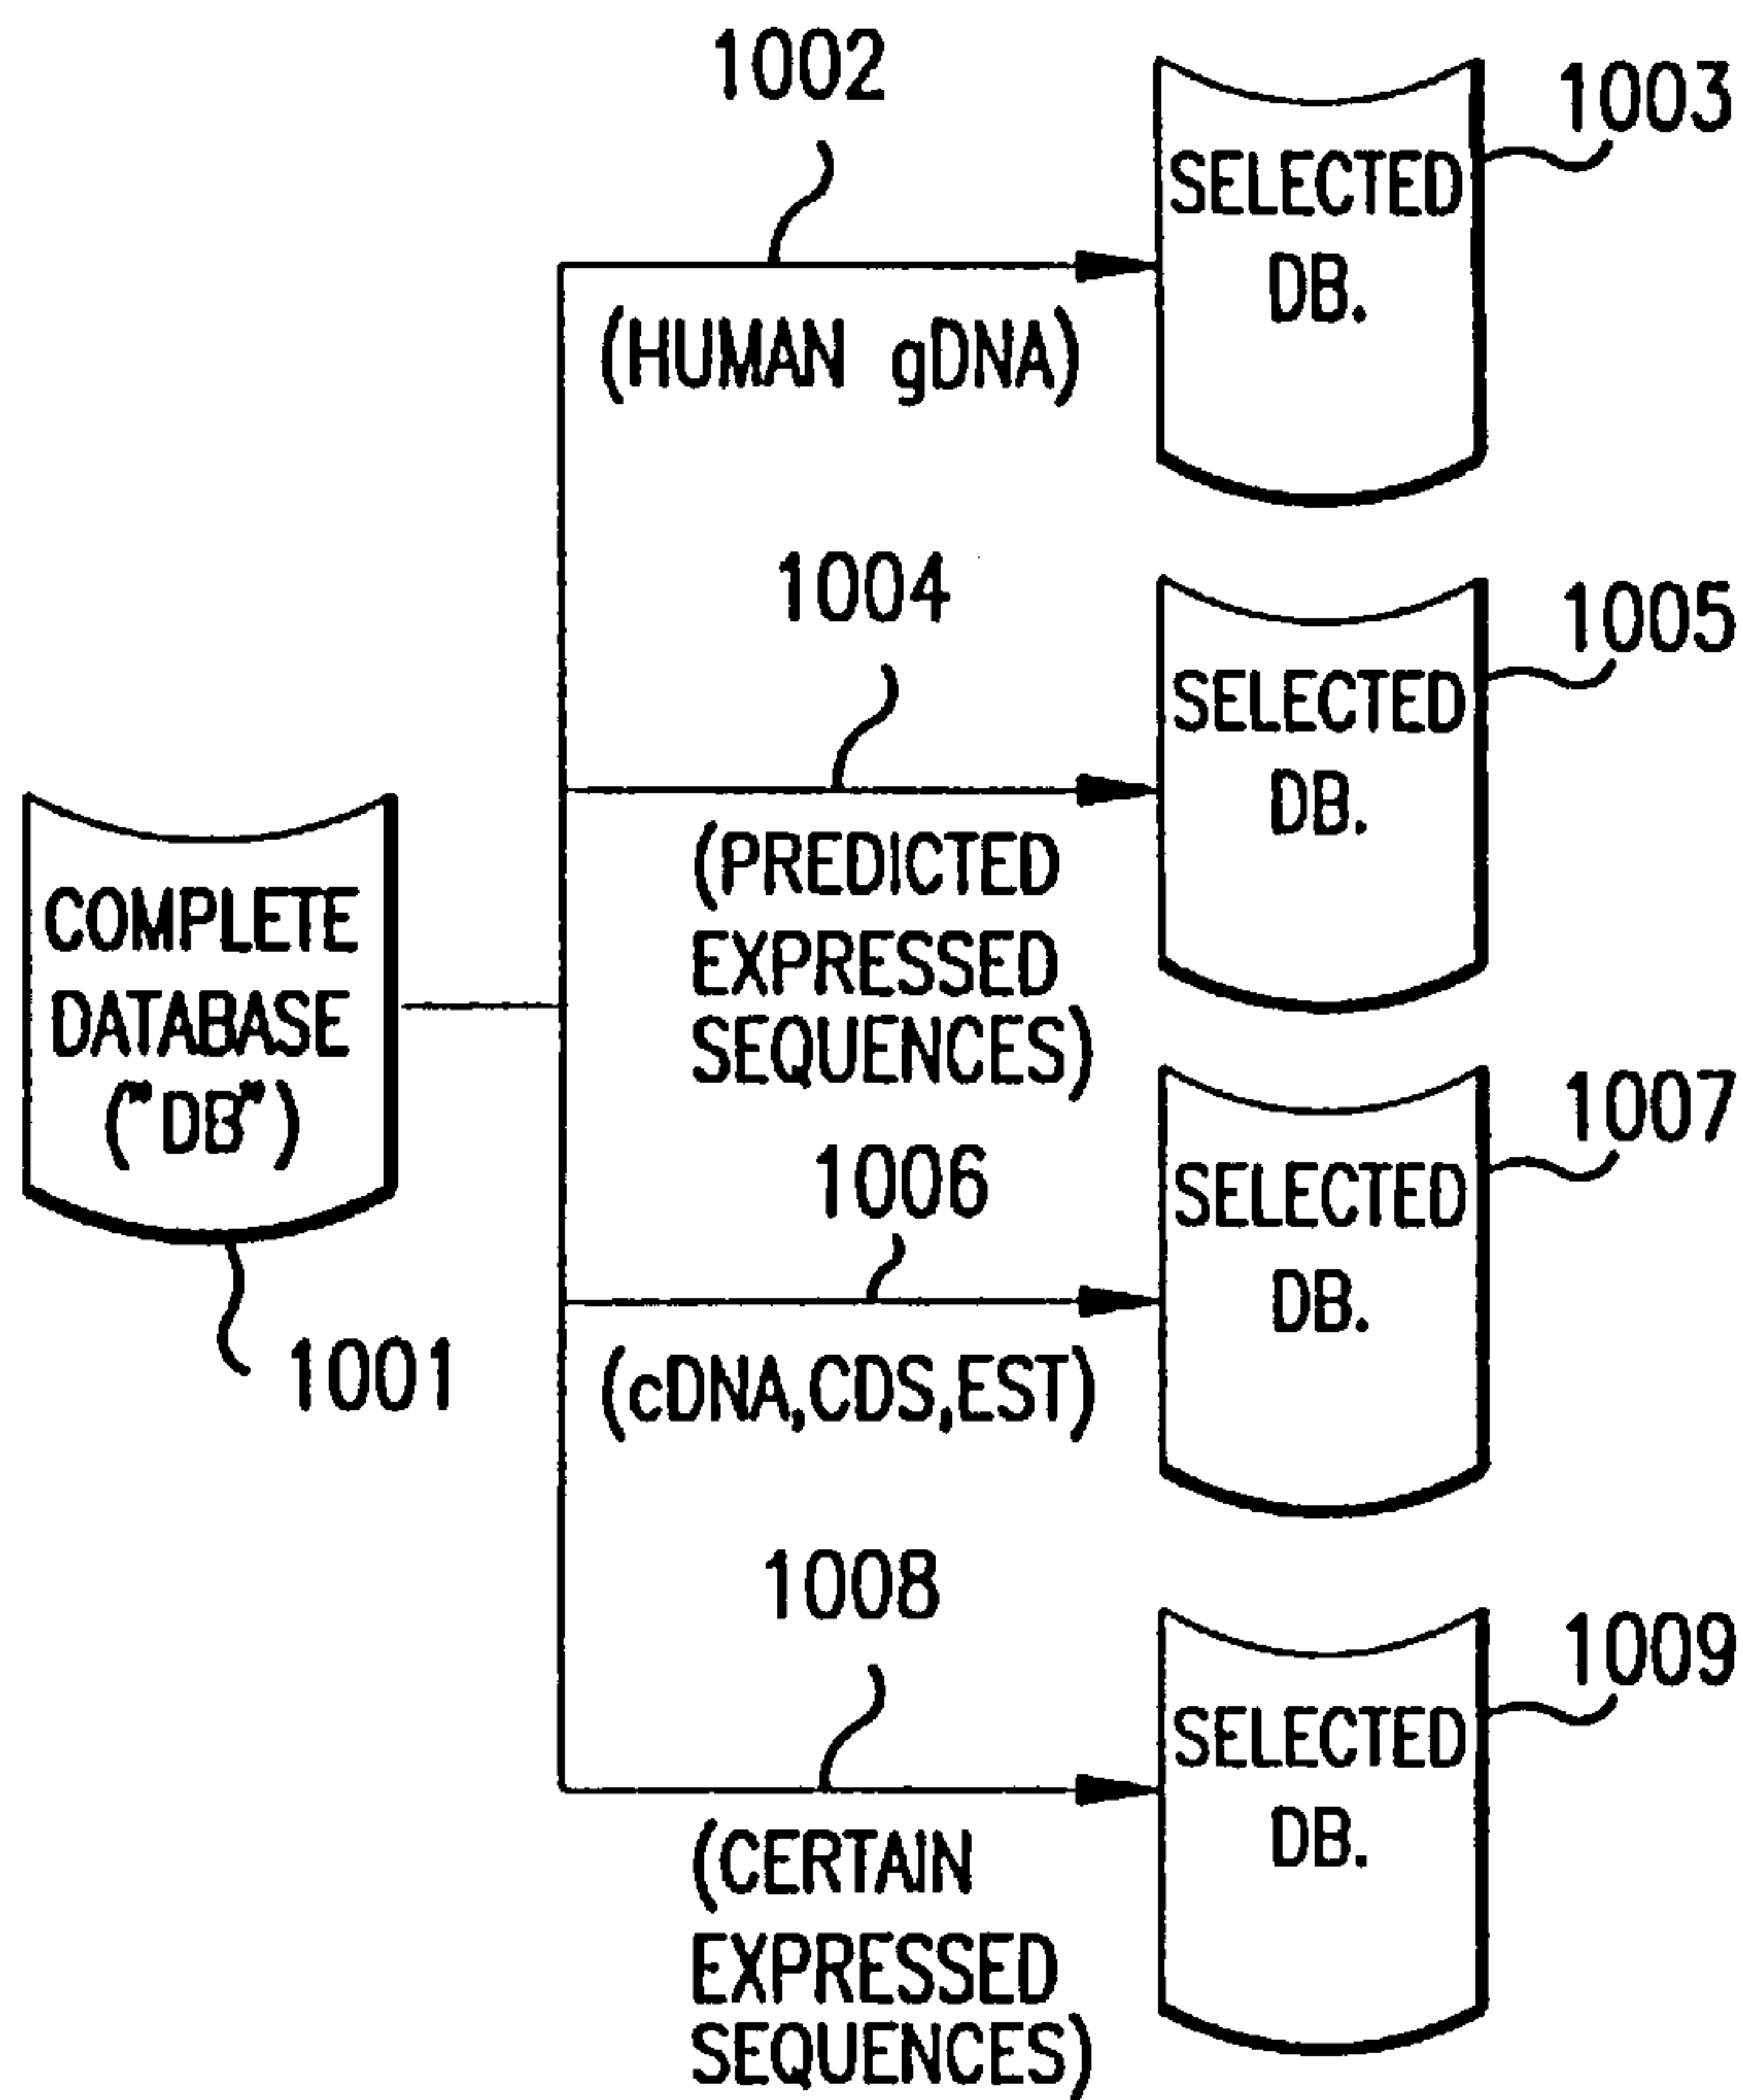 1002
1003
SELECTED
DB.
(HUMAN gDNA)
1004
1005
SELECTED
DB.
(PREDICTED
EXPRESSED
SEQUENCES)
COMPLETE
DATABASE
("DB")
1001
1006
1007
SELECTED
DB.
(cDNA,CDS,EST)
1008
1009
SELECTED
DB.
(CERTAIN
EXPRESSED
SEQUENCES)